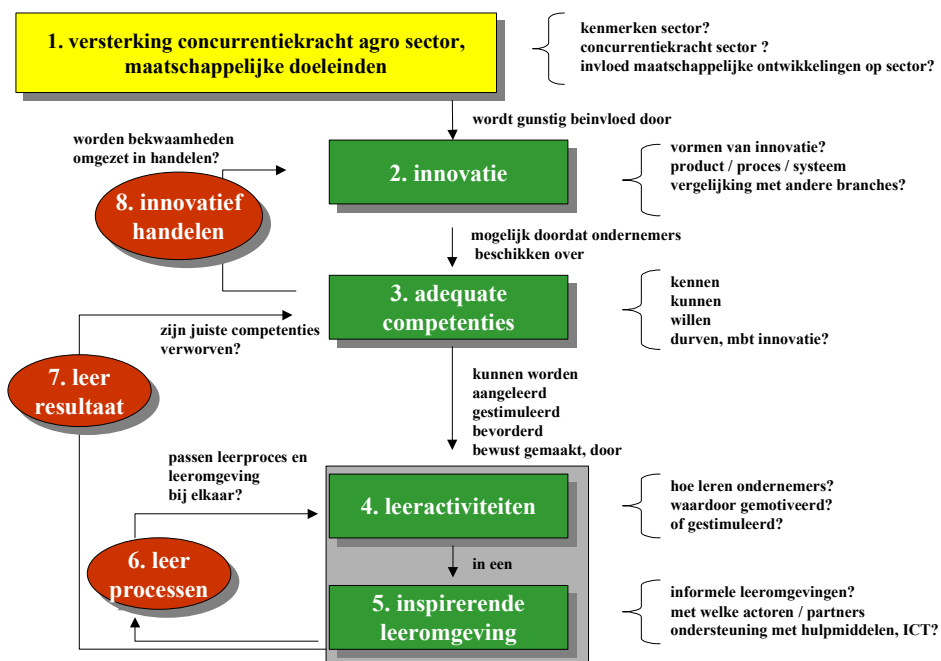 1. versterking concurrentiekracht agro sector,
maatschappelijke doeleinden
kenmerken sector?
concurrentiekracht sector ?
invloed maatschappelijke ontwikkelingen op sector?
wordt gunstig beinvloed door
worden bekwaamheden
omgezet in handelen?
2. innovatie
vormen van innovatie?
product / proces / systeem
vergelijking met andere branches?
8. innovatief
handelen
mogelijk doordat ondernemers
beschikken over
3. adequate
competenties
kennen
kunnen
willen
durven, mbt innovatie?
zijn juiste competenties
verworven?
7. leer
resultaat
kunnen worden
aangeleerd
gestimuleerd
bevorderd
bewust gemaakt, door
passen leerproces en
leeromgeving
bij elkaar?
4. leeractiviteiten
hoe leren ondernemers?
waardoor gemotiveerd?
of gestimuleerd?
6. leer
processen
in een
5. inspirerende
leeromgeving
informele leeromgevingen?
met welke actoren / partners
ondersteuning met hulpmiddelen, ICT?